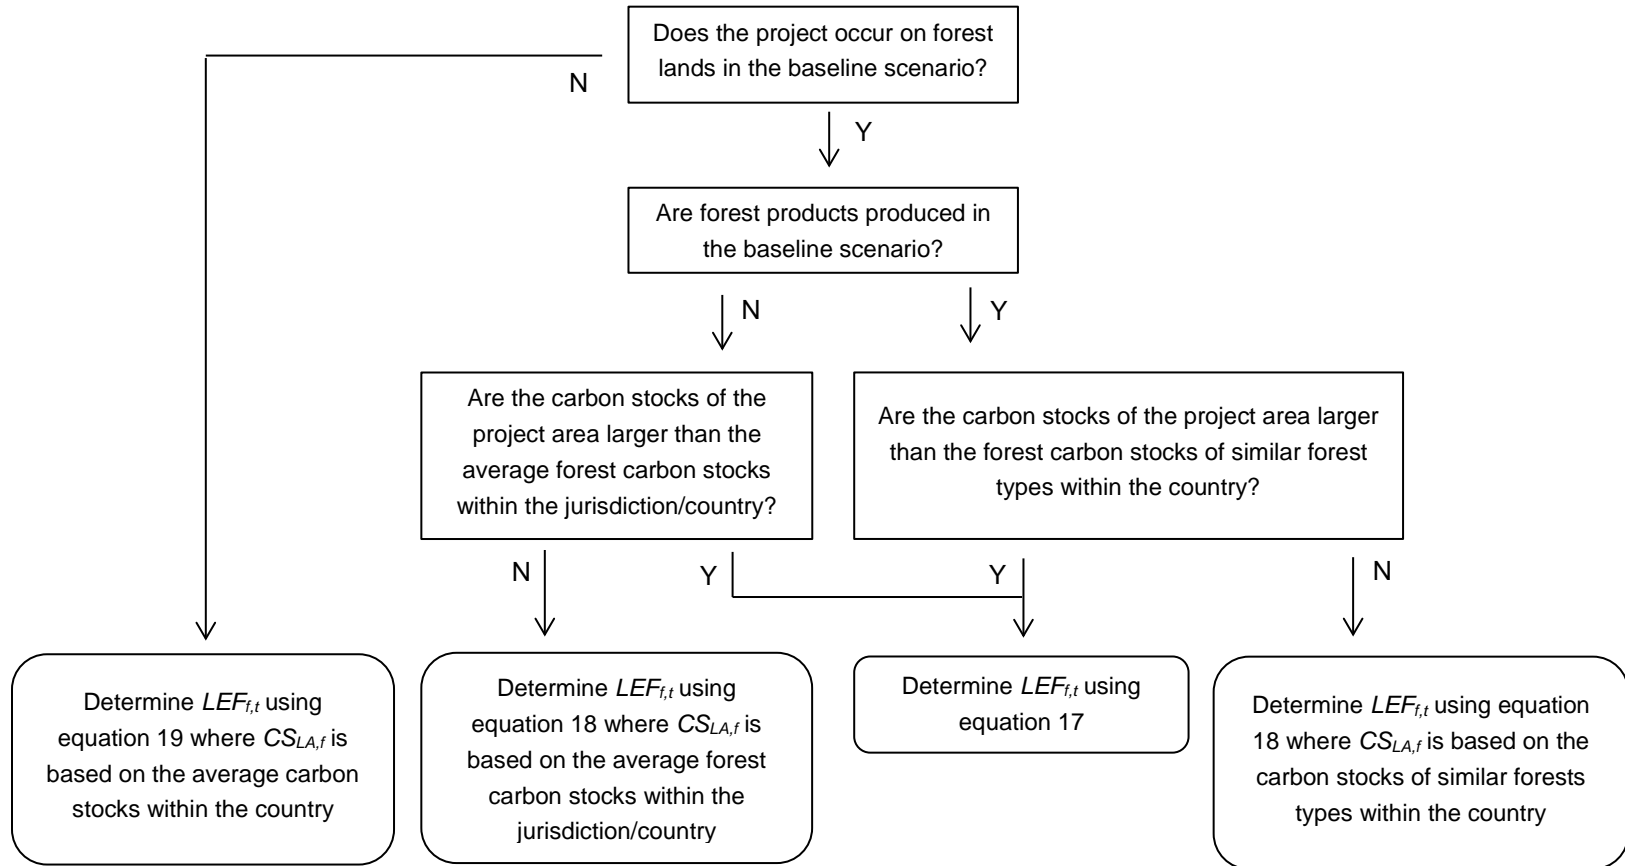 Does the project occur on forest
lands in the baseline scenario?
N
Y
Are forest products produced in
the baseline scenario?
N
Y
Are the carbon stocks of the
project area larger than the
average forest carbon stocks
within the jurisdiction/country?
Are the carbon stocks of the project area larger
than the forest carbon stocks of similar forest
types within the country?
N
Y
Y
N
Determine LEFf,t using
equation 19 where CSLA,f is
based on the average carbon
stocks within the country
Determine LEFf,t using
equation 18 where CSLA,f is
based on the average forest
carbon stocks within the
jurisdiction/country
Determine LEFf,t using
equation 17
Determine LEFf,t using equation
18 where CSLA,f is based on the
carbon stocks of similar forests
types within the country